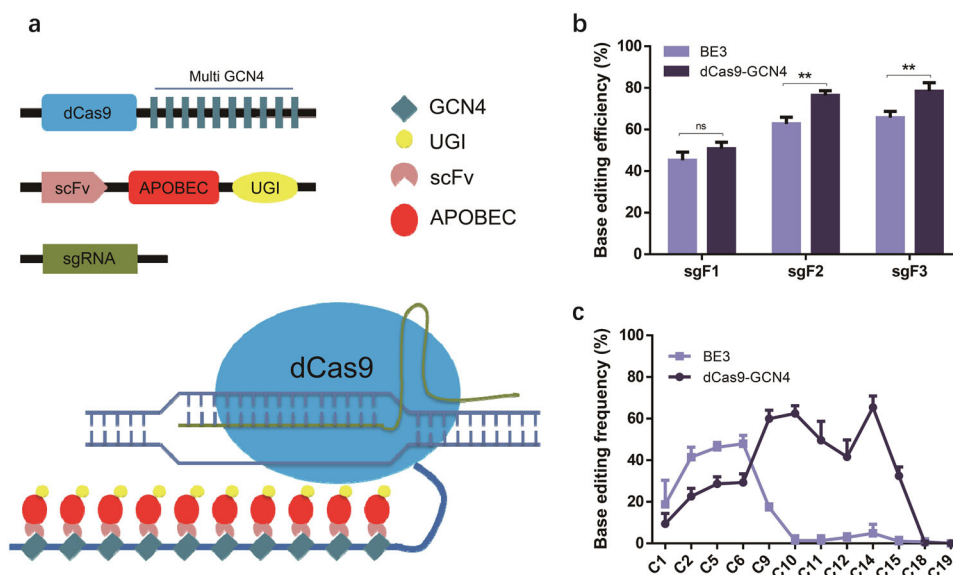 a
Multi GCN4
dCas9
scFv APOBEC UGI
sgRNA
GCN4
UGI
scFv
APOBEC
dCas9
b
BE3
dCas9-GCN4
Base editing efficiency (%)
100
80
60
40
20
0
ns
**
**
sgF1 sgF2 sgF3
c
BE3
dCas9-GCN4
Base editing frequency (%)
100
80
60
40
20
0
C1 C2 C5 C6 C9 C10 C11 C12 C14 C15 C18 C19